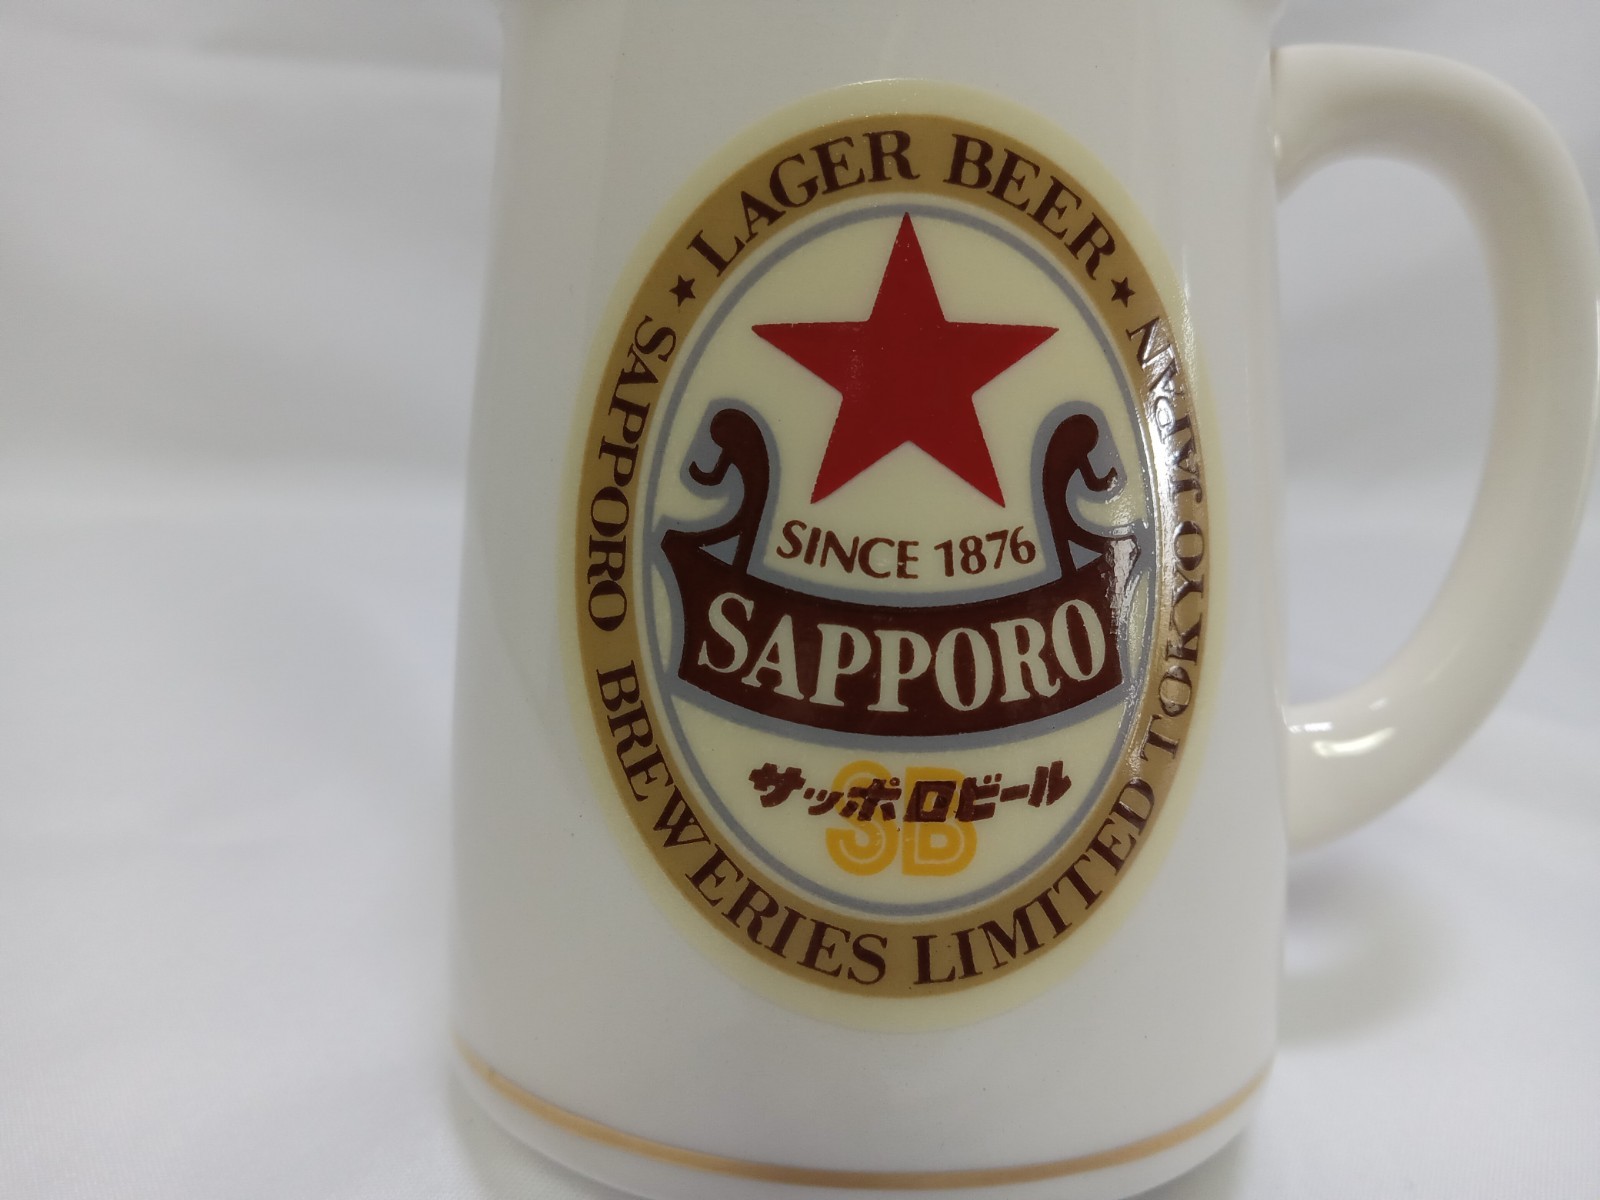 ★ LAGER BEER ★
SAPPORO BREWERIES LIMITED TOKYO JAPAN
SINCE 1876
SAPPORO
サッポロビール
SB